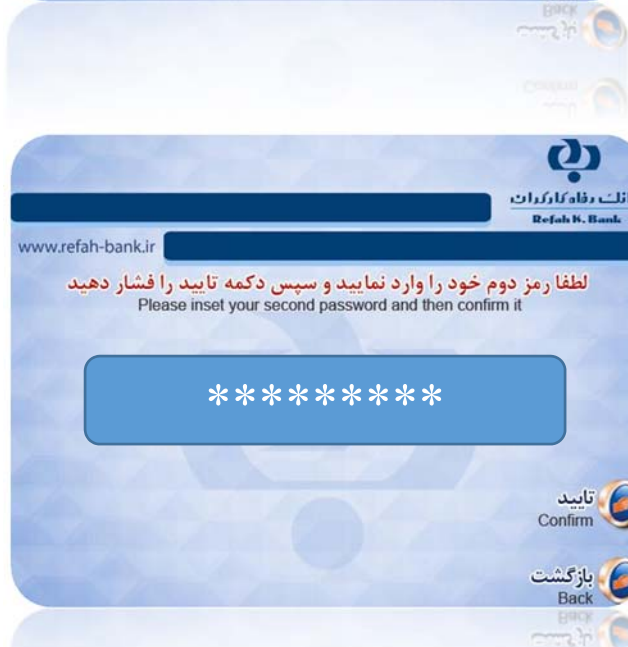 Back
بانک رفاه کارگران
Refah K. Bank
www.refah-bank.ir
لطفا رمز دوم خود را وارد نمایید و سپس دکمه تایید را فشار دهید
Please inset your second password and then confirm it
*********
تایید
Confirm
بازگشت
Back
Back